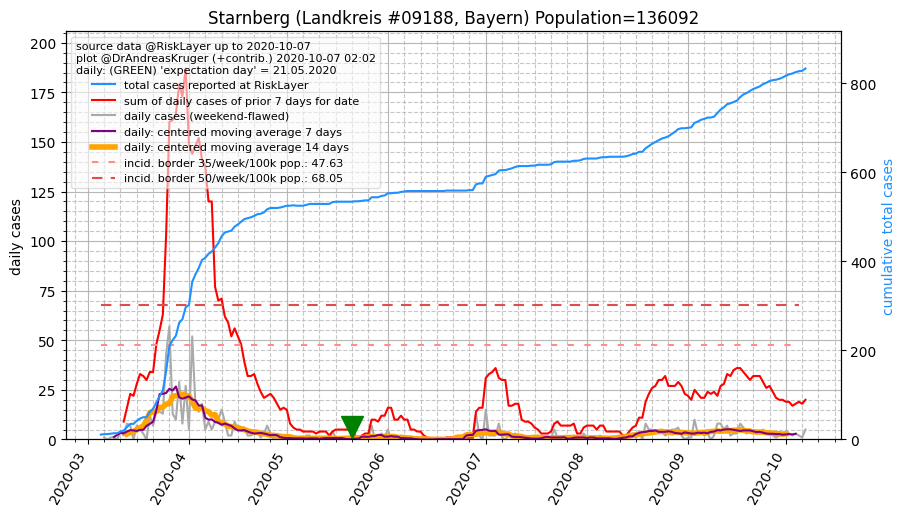 Starnberg (Landkreis #09188, Bayern) Population=136092
source data @RiskLayer up to 2020-10-07
plot @DrAndreasKruger (+contrib.) 2020-10-07 02:02
daily: (GREEN) 'expectation day' = 21.05.2020
total cases reported at RiskLayer
sum of daily cases of prior 7 days for date
daily cases (weekend-flawed)
daily: centered moving average 7 days
daily: centered moving average 14 days
incid. border 35/week/100k pop.: 47.63
incid. border 50/week/100k pop.: 68.05
daily cases
200
175
150
125
100
75
50
25
0
cumulative total cases
800
600
400
200
0
2020-03
2020-04
2020-05
2020-06
2020-07
2020-08
2020-09
2020-10